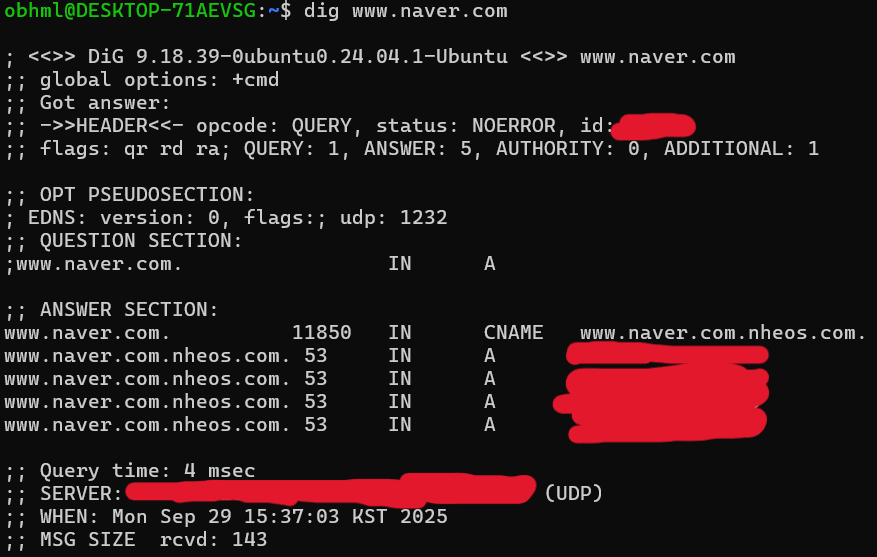 obhml@DESKTOP-71AEVSG:~$ dig www.naver.com
; <<>> DiG 9.18.39-0ubuntu0.24.04.1-Ubuntu <<>> www.naver.com
;; global options: +cmd
;; Got answer:
;; ->>HEADER<<- opcode: QUERY, status: NOERROR, id:
;; flags: qr rd ra; QUERY: 1, ANSWER: 5, AUTHORITY: 0, ADDITIONAL: 1
;; OPT PSEUDOSECTION:
; EDNS: version: 0, flags:; udp: 1232
;; QUESTION SECTION:
;www.naver.com. IN A
;; ANSWER SECTION:
www.naver.com. 11850 IN CNAME www.naver.com.nheos.com.
www.naver.com.nheos.com. 53 IN A
www.naver.com.nheos.com. 53 IN A
www.naver.com.nheos.com. 53 IN A
www.naver.com.nheos.com. 53 IN A
;; Query time: 4 msec
;; SERVER: (UDP)
;; WHEN: Mon Sep 29 15:37:03 KST 2025
;; MSG SIZE rcvd: 143